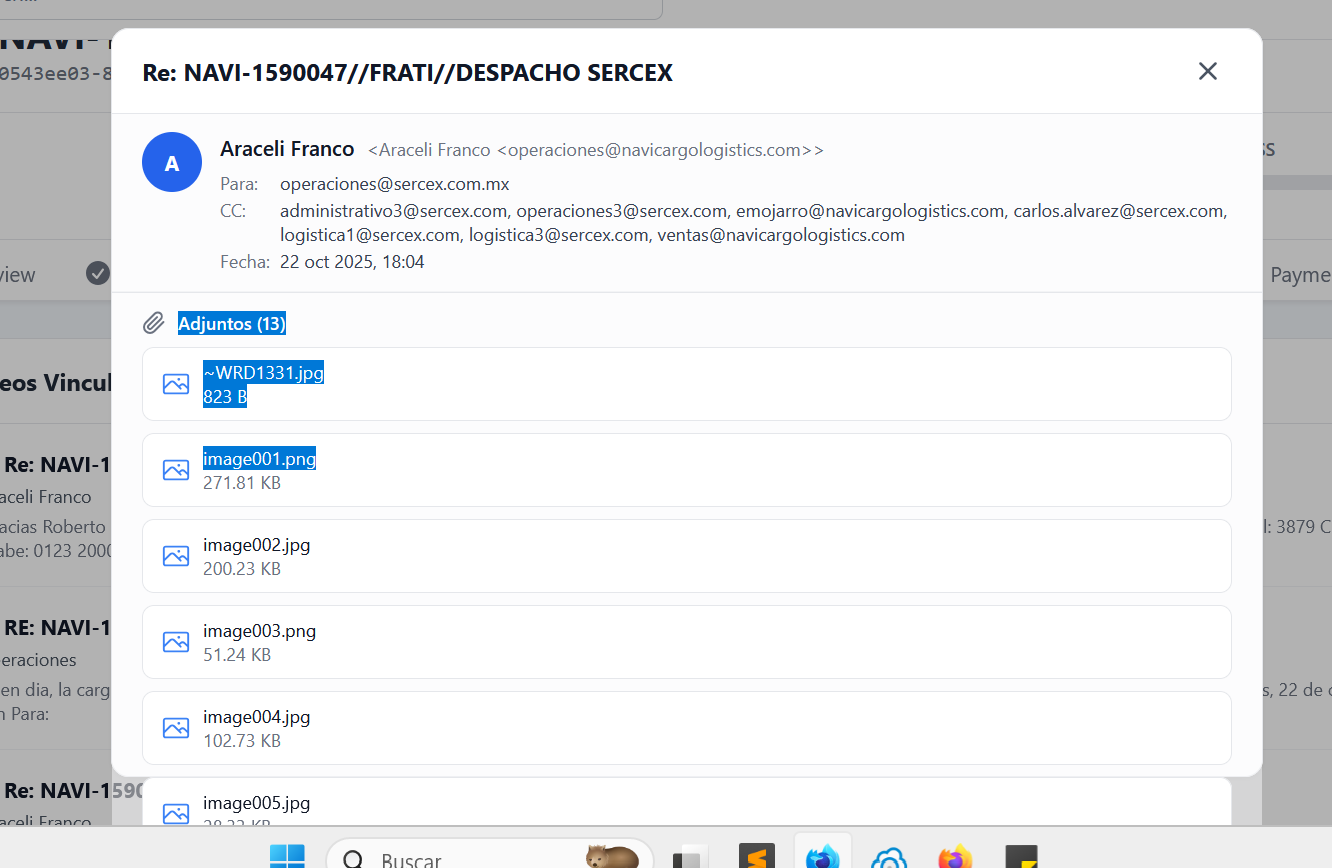 0543ee03-8
Re: NAVI-1590047//FRATI//DESPACHO SERCEX
A
Araceli Franco <Araceli Franco <operaciones@navicargologistics.com>>
Para: operaciones@sercex.com.mx
CC: administrativo3@sercex.com, operaciones3@sercex.com, emojarro@navicargologistics.com, carlos.alvarez@sercex.com,
logistica1@sercex.com, logistica3@sercex.com, ventas@navicargologistics.com
Fecha: 22 oct 2025, 18:04
view
Payme
Adjuntos (13)
~WRD1331.jpg
823 B
image001.png
271.81 KB
image002.jpg
200.23 KB
image003.png
51.24 KB
image004.jpg
102.73 KB
image005.jpg
eos Vincul
Re: NAVI-1
aceli Franco
acias Roberto
l: 3879 C
abe: 0123 2000
RE: NAVI-1
eraciones
en dia, la carg
s, 22 de o
n Para:
Re: NAVI-1590
aceli Franco
Buscar